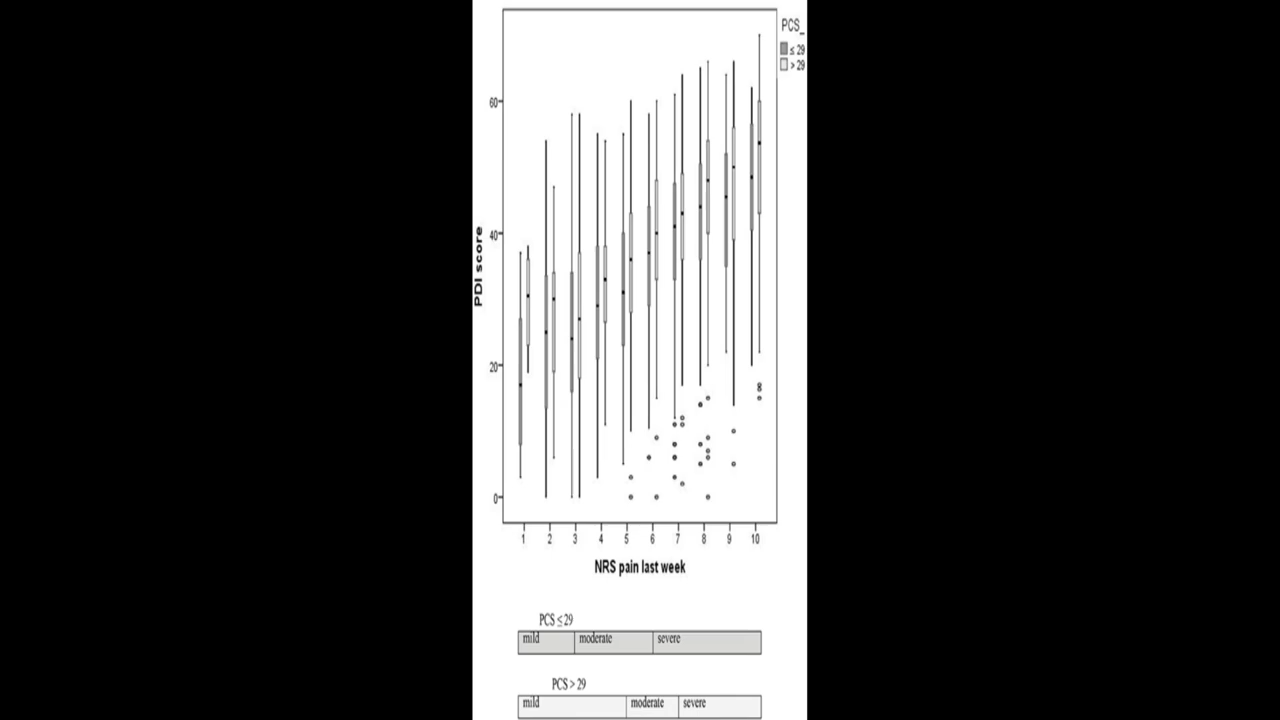 PCS_
≤ 29
> 29
60
40
20
0
PDI score
1 2 3 4 5 6 7 8 9 10
NRS pain last week
PCS ≤ 29
mild moderate severe
PCS > 29
mild moderate severe